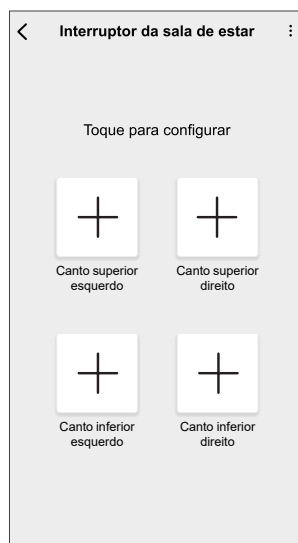 Interruptor da sala de estar
Toque para configurar
Canto superior
esquerdo
Canto superior
direito
Canto inferior
esquerdo
Canto inferior
direito